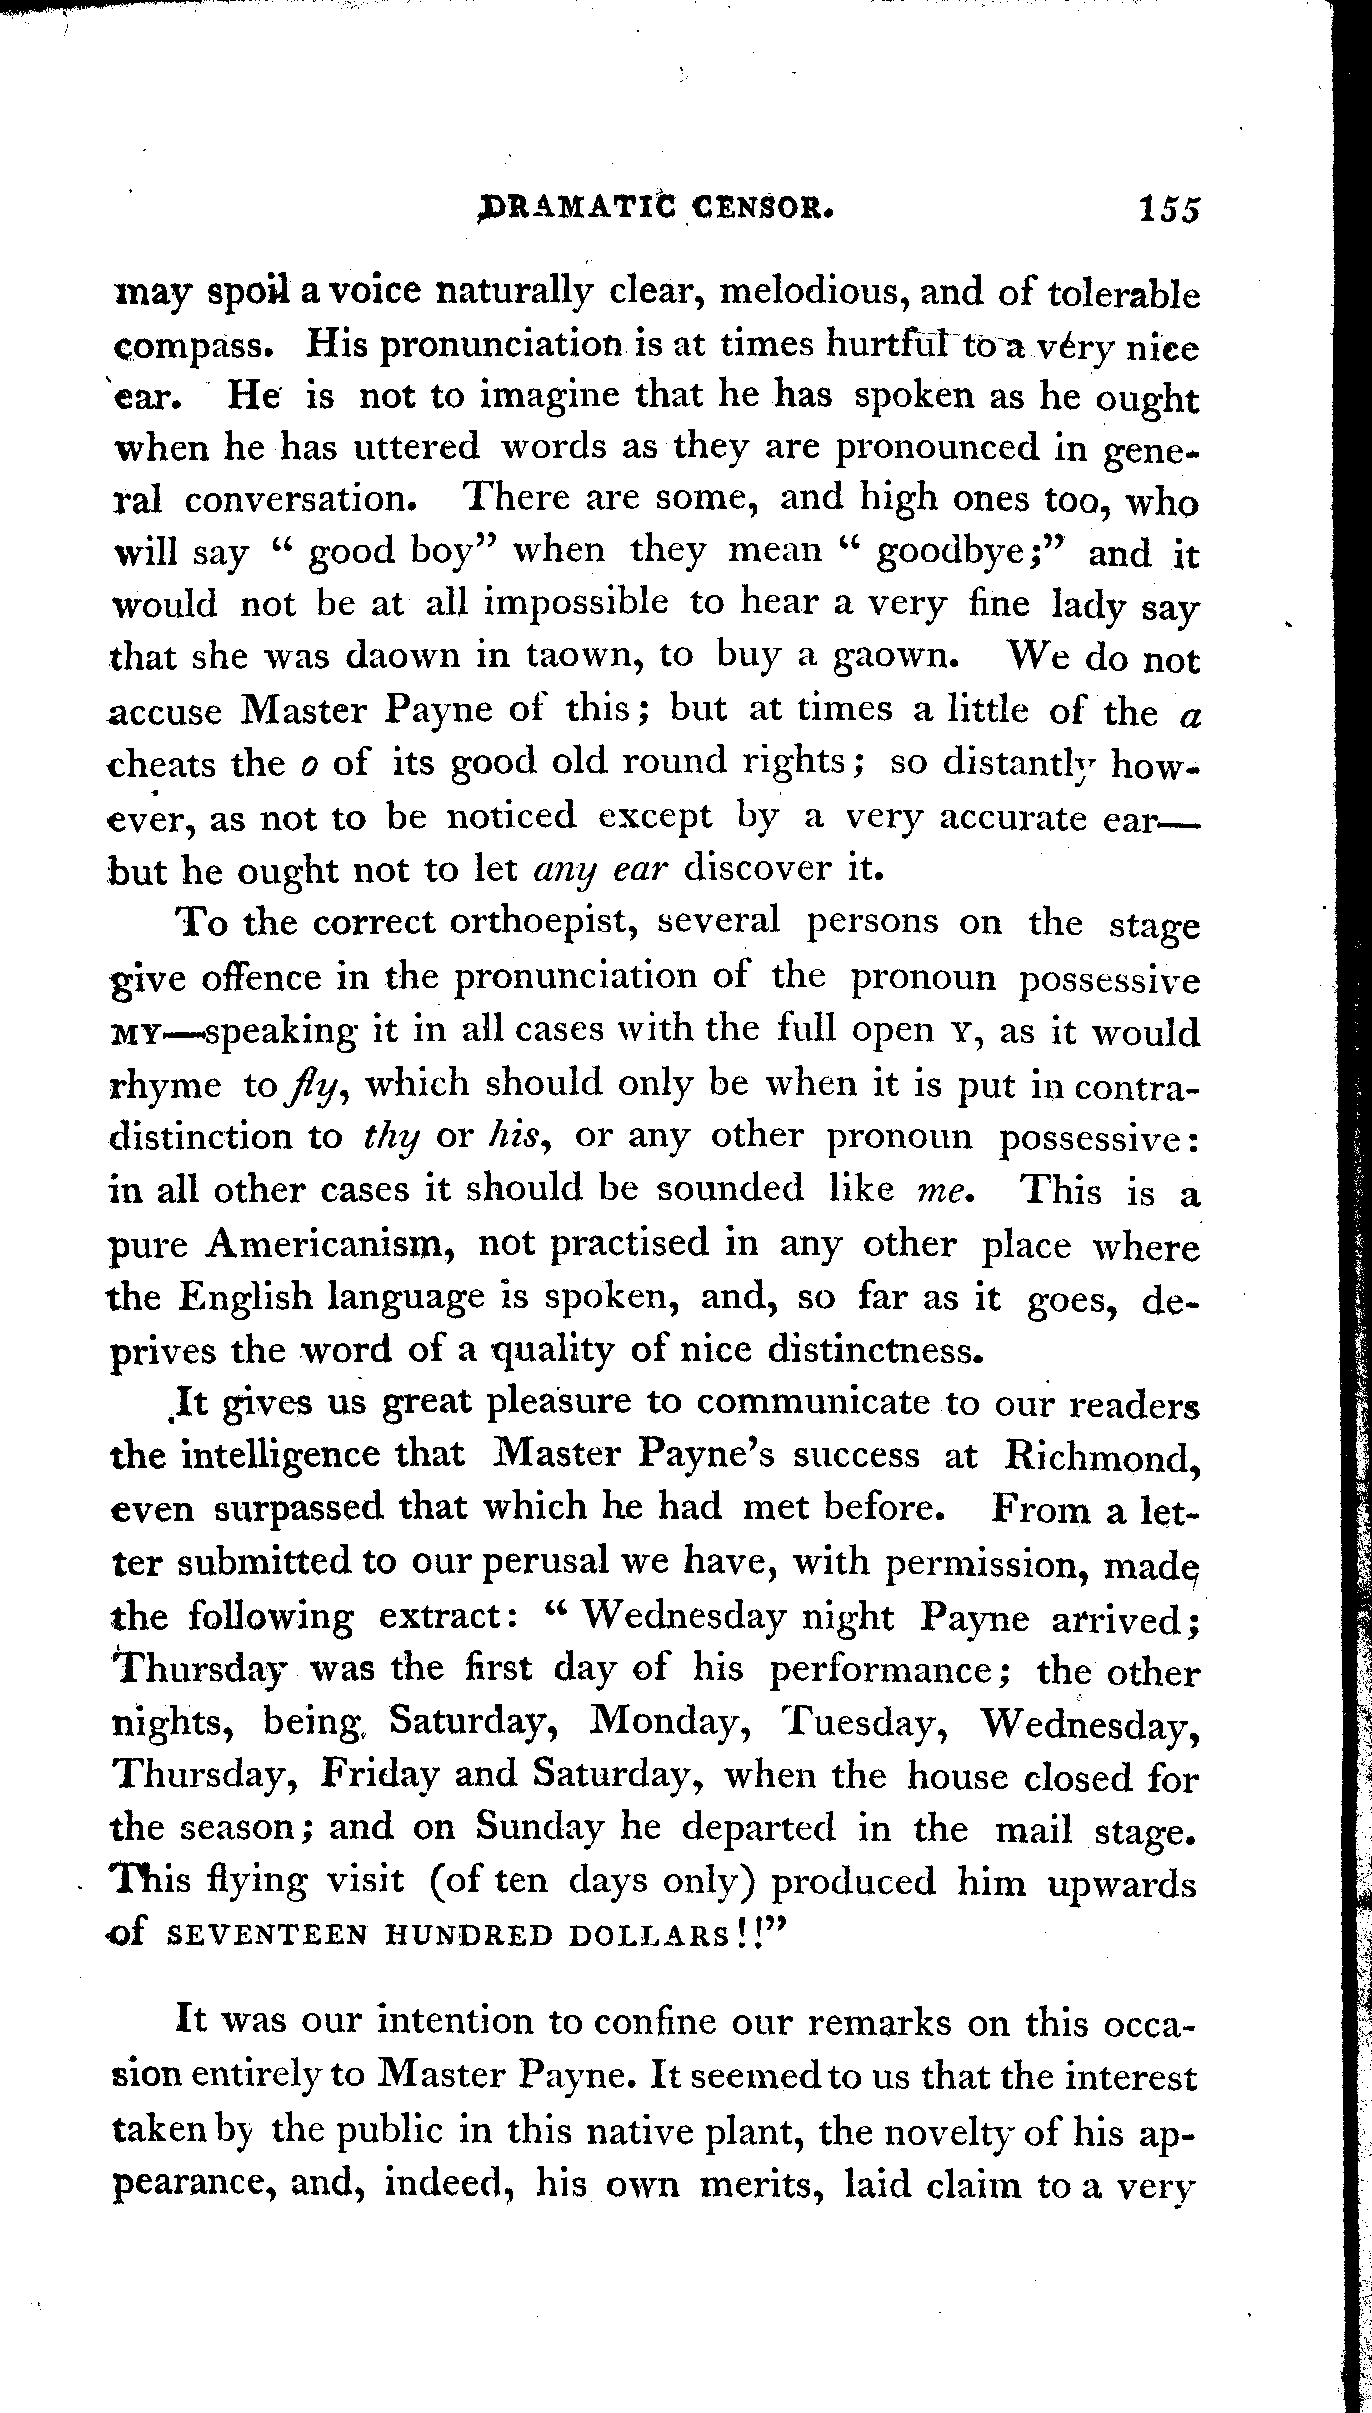 DRAMATIC CENSOR. 155
may spoil a voice naturally clear, melodious, and of tolerable
compass. His pronunciation is at times hurtful to a very nice
ear. He is not to imagine that he has spoken as he ought
when he has uttered words as they are pronounced in gene-
ral conversation. There are some, and high ones too, who
will say “ good boy” when they mean “ goodbye;” and it
would not be at all impossible to hear a very fine lady say
that she was daown in taown, to buy a gaown. We do not
accuse Master Payne of this; but at times a little of the a
cheats the o of its good old round rights; so distantly how-
ever, as not to be noticed except by a very accurate ear—
but he ought not to let any ear discover it.
To the correct orthoepist, several persons on the stage
give offence in the pronunciation of the pronoun possessive
MY—speaking it in all cases with the full open Y, as it would
rhyme to fly, which should only be when it is put in contra-
distinction to thy or his, or any other pronoun possessive:
in all other cases it should be sounded like me. This is a
pure Americanism, not practised in any other place where
the English language is spoken, and, so far as it goes, de-
prives the word of a quality of nice distinctness.
It gives us great pleasure to communicate to our readers
the intelligence that Master Payne’s success at Richmond,
even surpassed that which he had met before. From a let-
ter submitted to our perusal we have, with permission, made
the following extract: “ Wednesday night Payne arrived;
Thursday was the first day of his performance; the other
nights, being Saturday, Monday, Tuesday, Wednesday,
Thursday, Friday and Saturday, when the house closed for
the season; and on Sunday he departed in the mail stage.
This flying visit (of ten days only) produced him upwards
of SEVENTEEN HUNDRED DOLLARS!!”
It was our intention to confine our remarks on this occa-
sion entirely to Master Payne. It seemed to us that the interest
taken by the public in this native plant, the novelty of his ap-
pearance, and, indeed, his own merits, laid claim to a very